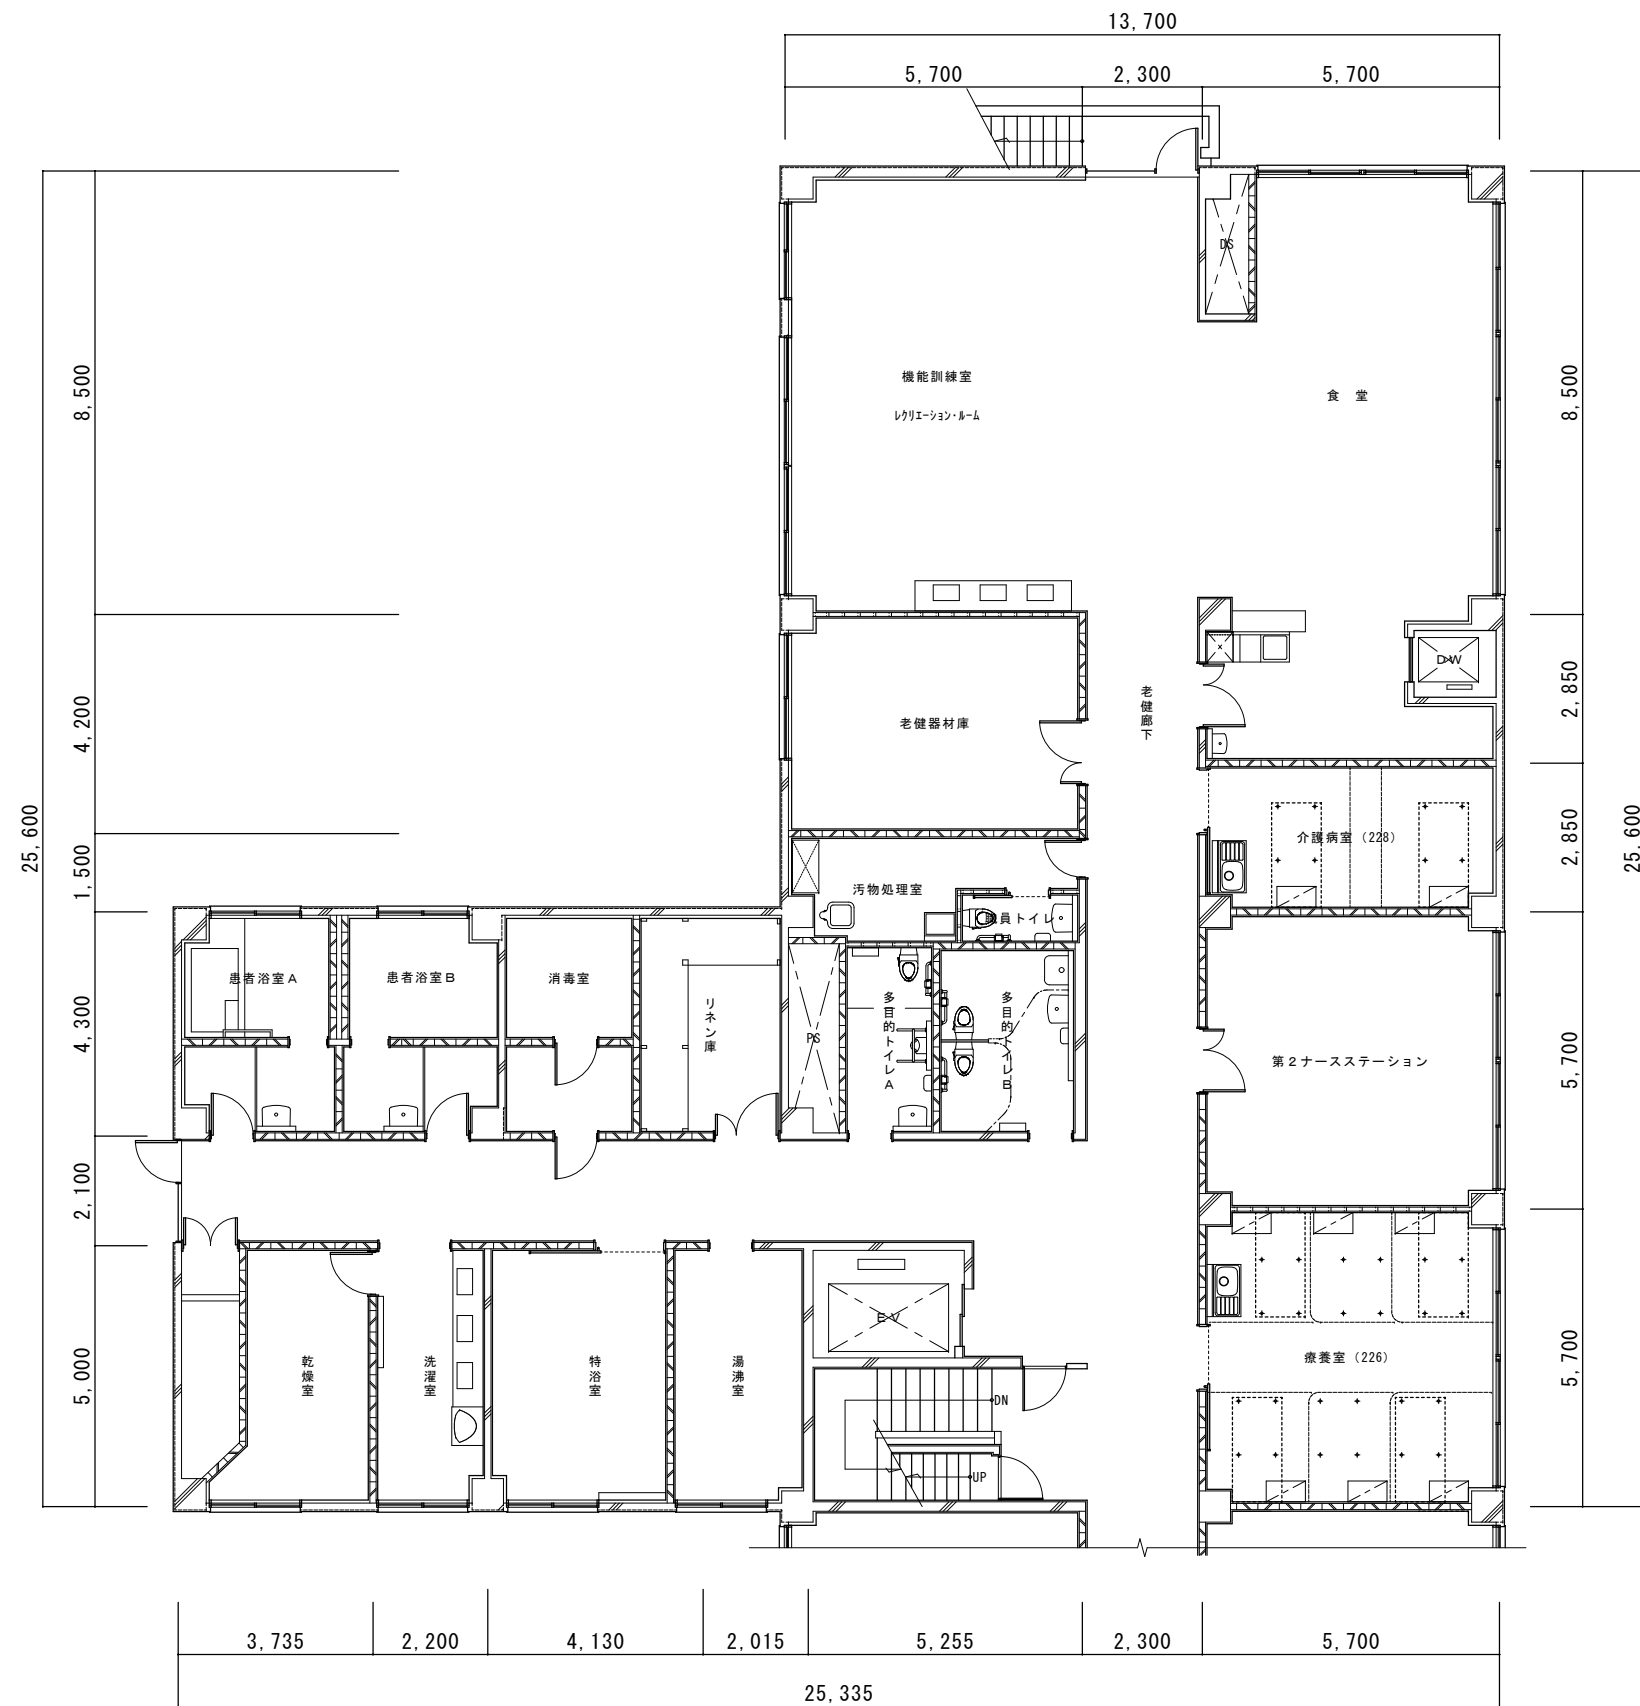 13,700
5,700
2,300
5,700
DS
機能訓練室
レクリエーション・ルーム
食 堂
8,500
8,500
25,600
4,200
老健器材庫
老健廊下
DW
2,850
2,850
25,600
1,500
汚物処理室
職員トイレ
介護病室(228)
患者浴室A
患者浴室B
消毒室
リネン庫
PS
多目的トイレA
多目的トイレB
第2ナースステーション
4,300
5,700
2,100
EV
5,000
乾燥室
洗濯室
特浴室
湯沸室
DN
UP
療養室(226)
5,700
3,735
2,200
4,130
2,015
5,255
2,300
5,700
25,335